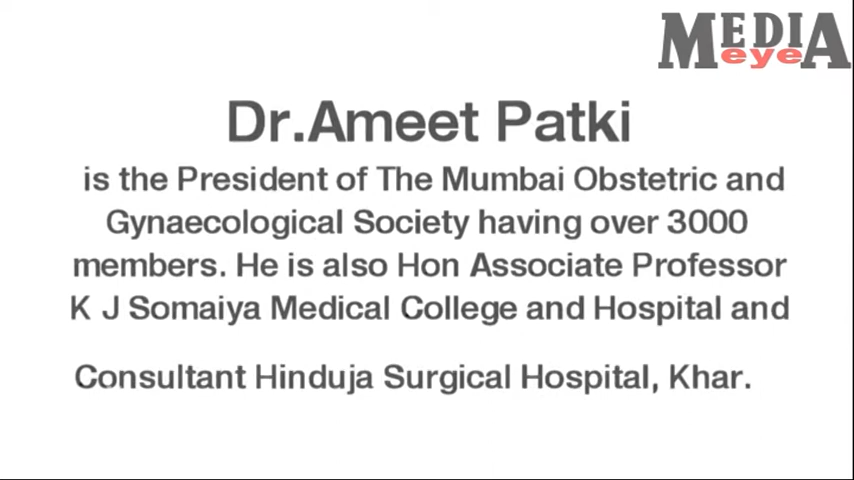 MEDIA
eye
Dr.Ameet Patki
is the President of The Mumbai Obstetric and
Gynaecological Society having over 3000
members. He is also Hon Associate Professor
K J Somaiya Medical College and Hospital and
Consultant Hinduja Surgical Hospital, Khar.